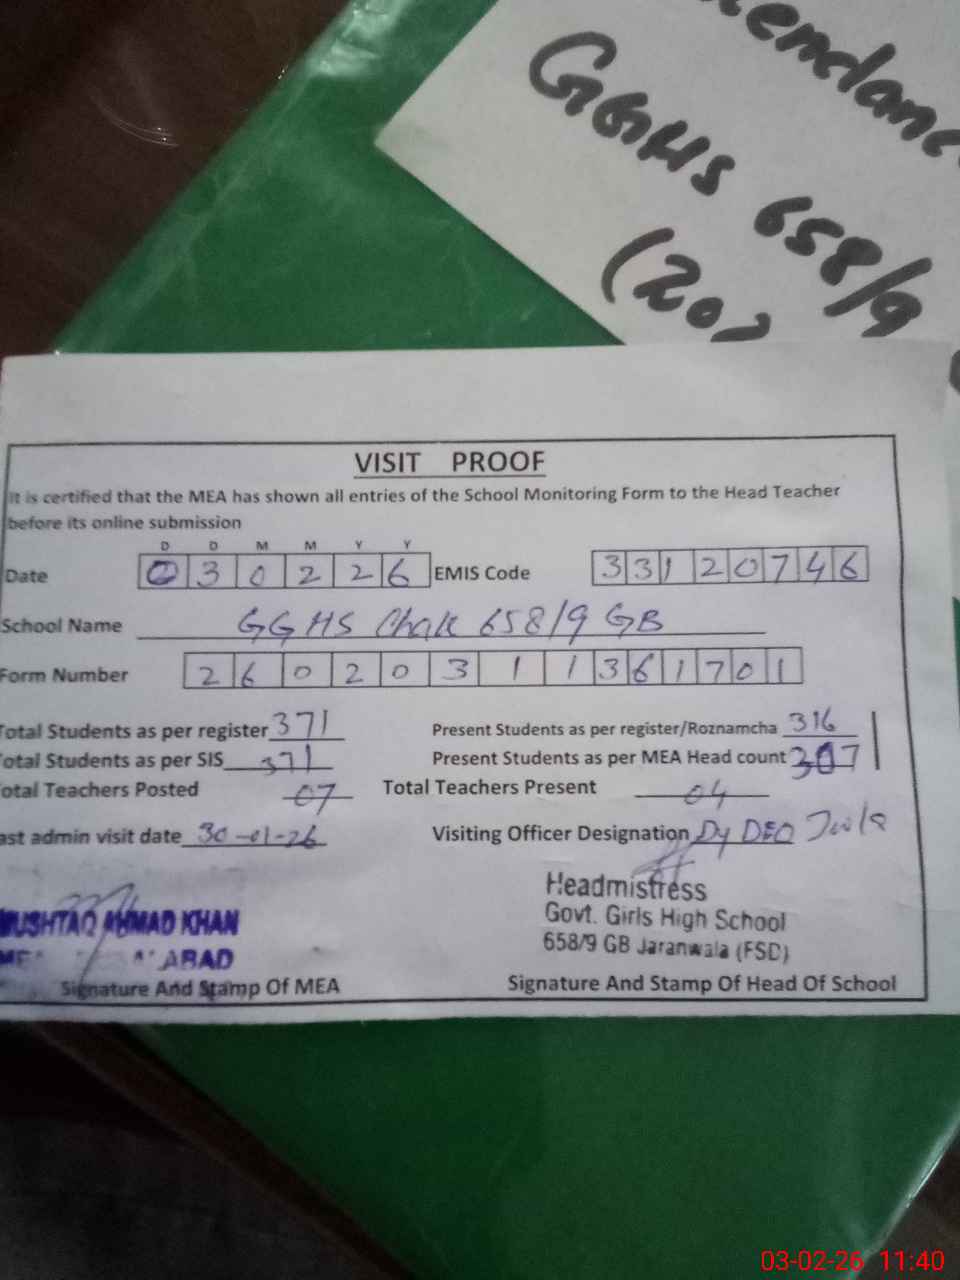 GGHS 658/9
VISIT PROOF
It is certified that the MEA has shown all entries of the School Monitoring Form to the Head Teacher
before its online submission
D D M M Y Y
Date 0 3 0 2 2 6 EMIS Code 3 3 1 2 0 7 4 6
School Name GGHS Chak 658/9 GB
Form Number 2 6 0 2 0 3 1 1 3 6 1 7 0 1
Total Students as per register 371 Present Students as per register/Roznamcha 316
Total Students as per SIS 371 Present Students as per MEA Head count 307
Total Teachers Posted 07 Total Teachers Present 04
ast admin visit date 30-01-26 Visiting Officer Designation Dy DEO
MUSHTAQ AHMAD KHAN
ABAD
Signature And Stamp Of MEA
Headmistress
Govt. Girls High School
658/9 GB Jaranwala (FSD)
Signature And Stamp Of Head Of School
03-02-26 11:40